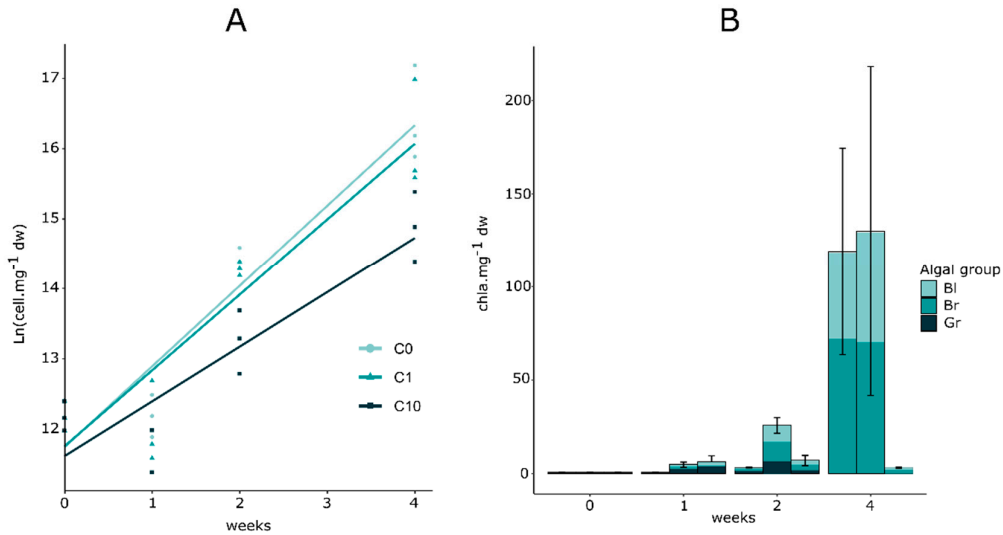 A
17
16
15
14
13
12
Ln(cell.mg⁻¹ dw)
C0
C1
C10
0
1
2
4
weeks
B
200
150
100
50
0
chla.mg⁻¹ dw
0
1
2
4
weeks
Algal group
Bl
Br
Gr